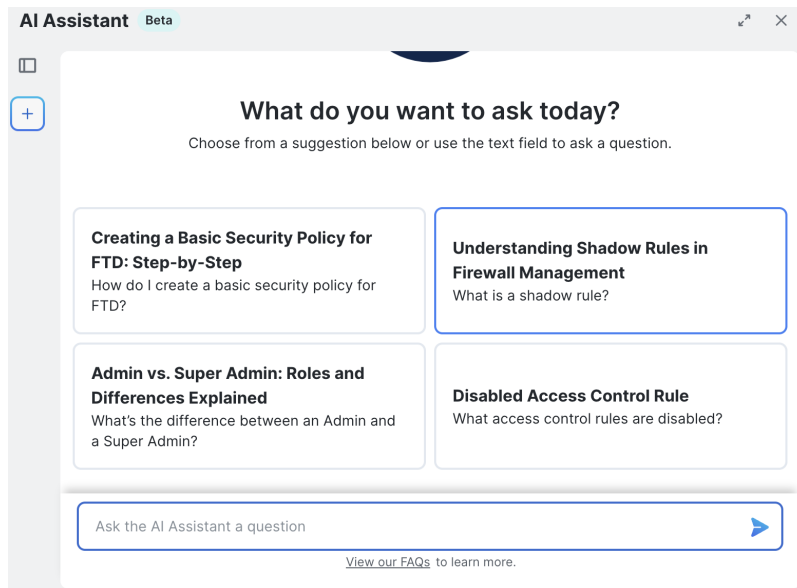 AI Assistant Beta
What do you want to ask today?
Choose from a suggestion below or use the text field to ask a question.
Creating a Basic Security Policy for
FTD: Step-by-Step
How do I create a basic security policy for
FTD?
Understanding Shadow Rules in
Firewall Management
What is a shadow rule?
Admin vs. Super Admin: Roles and
Differences Explained
What's the difference between an Admin and
a Super Admin?
Disabled Access Control Rule
What access control rules are disabled?
Ask the AI Assistant a question
View our FAQs to learn more.